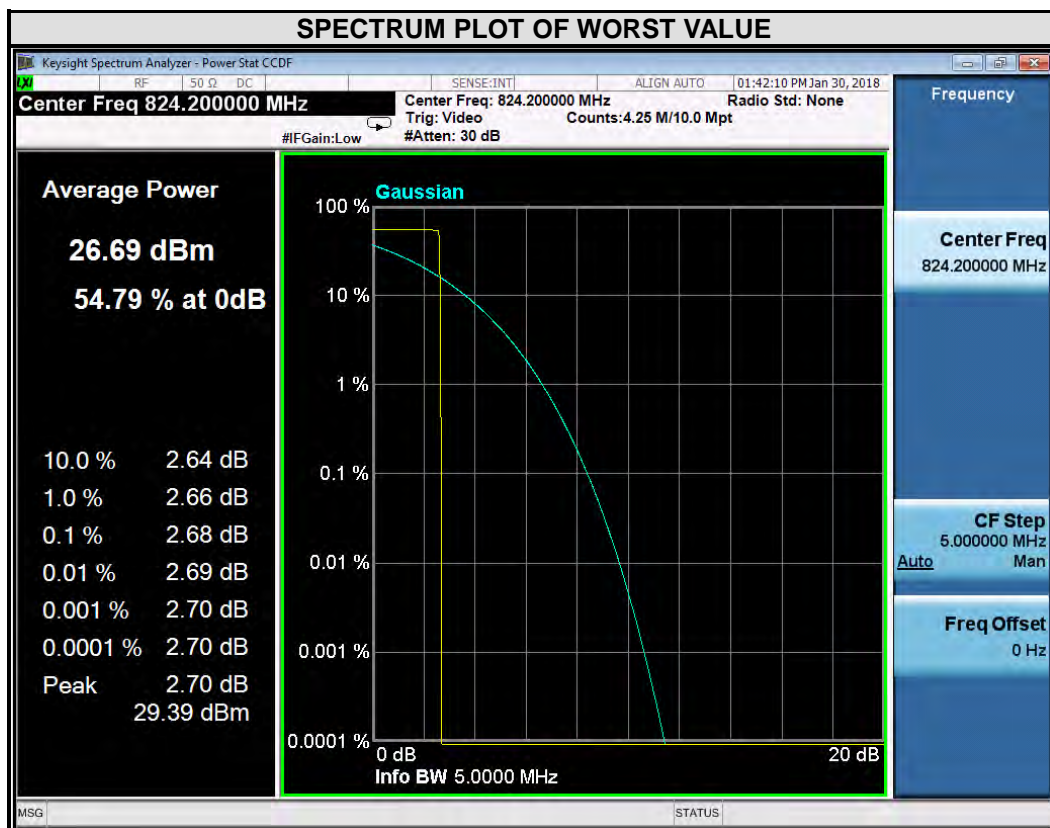 SPECTRUM PLOT OF WORST VALUE
Keysight Spectrum Analyzer - Power Stat CCDF
LXI RF 50 Ω DC SENSE:INT ALIGN AUTO 01:42:10 PM Jan 30, 2018
Center Freq 824.200000 MHz
Center Freq: 824.200000 MHz Radio Std: None
Trig: Video Counts:4.25 M/10.0 Mpt
#IFGain:Low #Atten: 30 dB
Average Power
26.69 dBm
54.79 % at 0dB
10.0 % 2.64 dB
1.0 % 2.66 dB
0.1 % 2.68 dB
0.01 % 2.69 dB
0.001 % 2.70 dB
0.0001 % 2.70 dB
Peak 2.70 dB
29.39 dBm
Gaussian
100 %
10 %
1 %
0.1 %
0.01 %
0.001 %
0.0001 %
0 dB 20 dB
Info BW 5.0000 MHz
Frequency
Center Freq
824.200000 MHz
CF Step
5.000000 MHz
Auto Man
Freq Offset
0 Hz
MSG STATUS